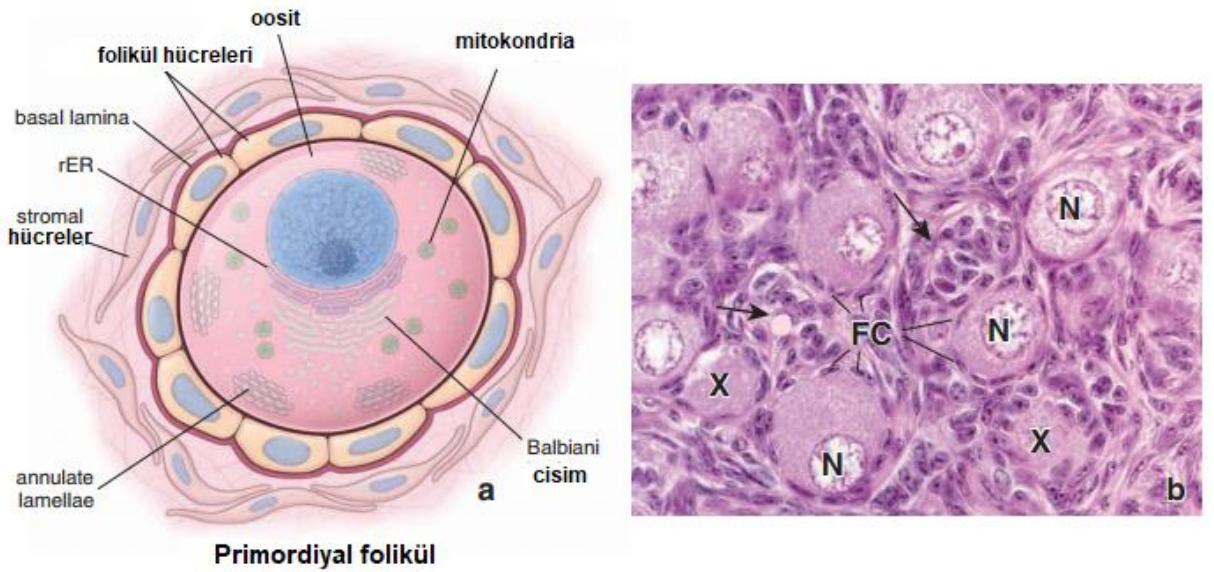 oosit
folikül hücreleri
mitokondria
basal lamina
rER
stromal
hücreler
annulate
lamellae
Balbiani
cisim
a
Primordiyal folikül
N
N
FC
X
X
N
b